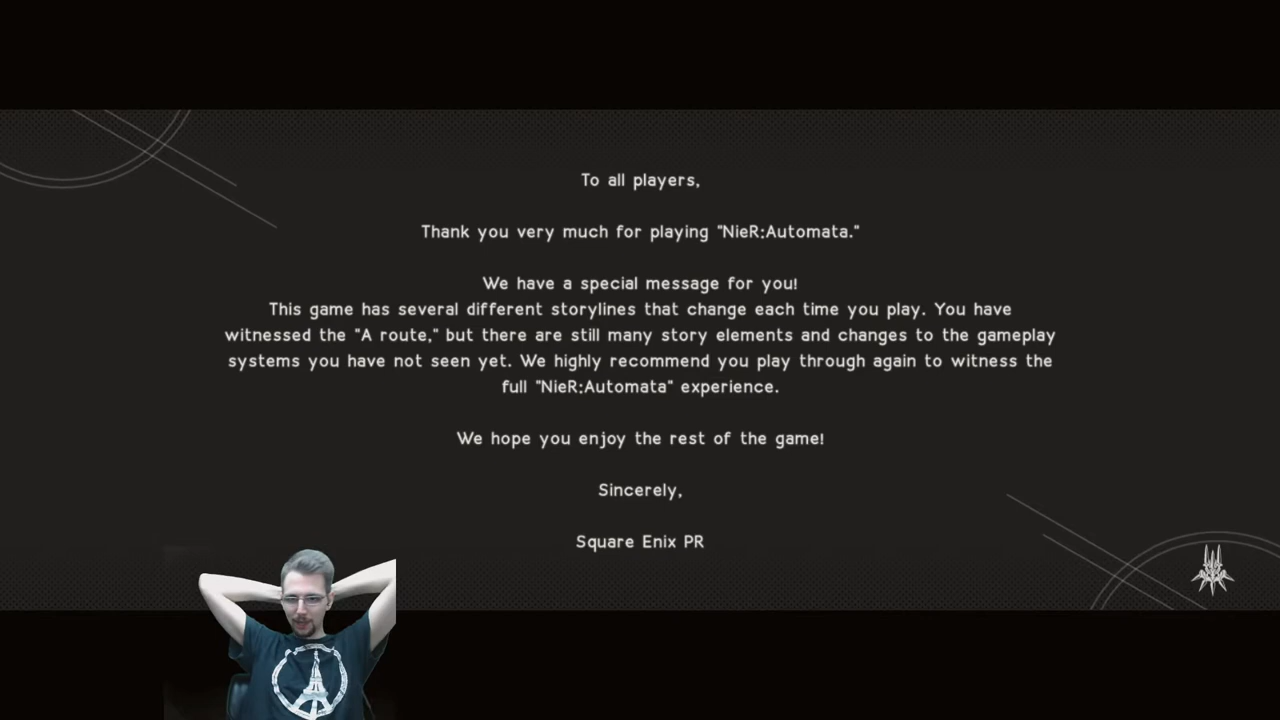 To all players,
Thank you very much for playing "NieR:Automata."
We have a special message for you!
This game has several different storylines that change each time you play. You have
witnessed the "A route," but there are still many story elements and changes to the gameplay
systems you have not seen yet. We highly recommend you play through again to witness the
full "NieR:Automata" experience.
We hope you enjoy the rest of the game!
Sincerely,
Square Enix PR